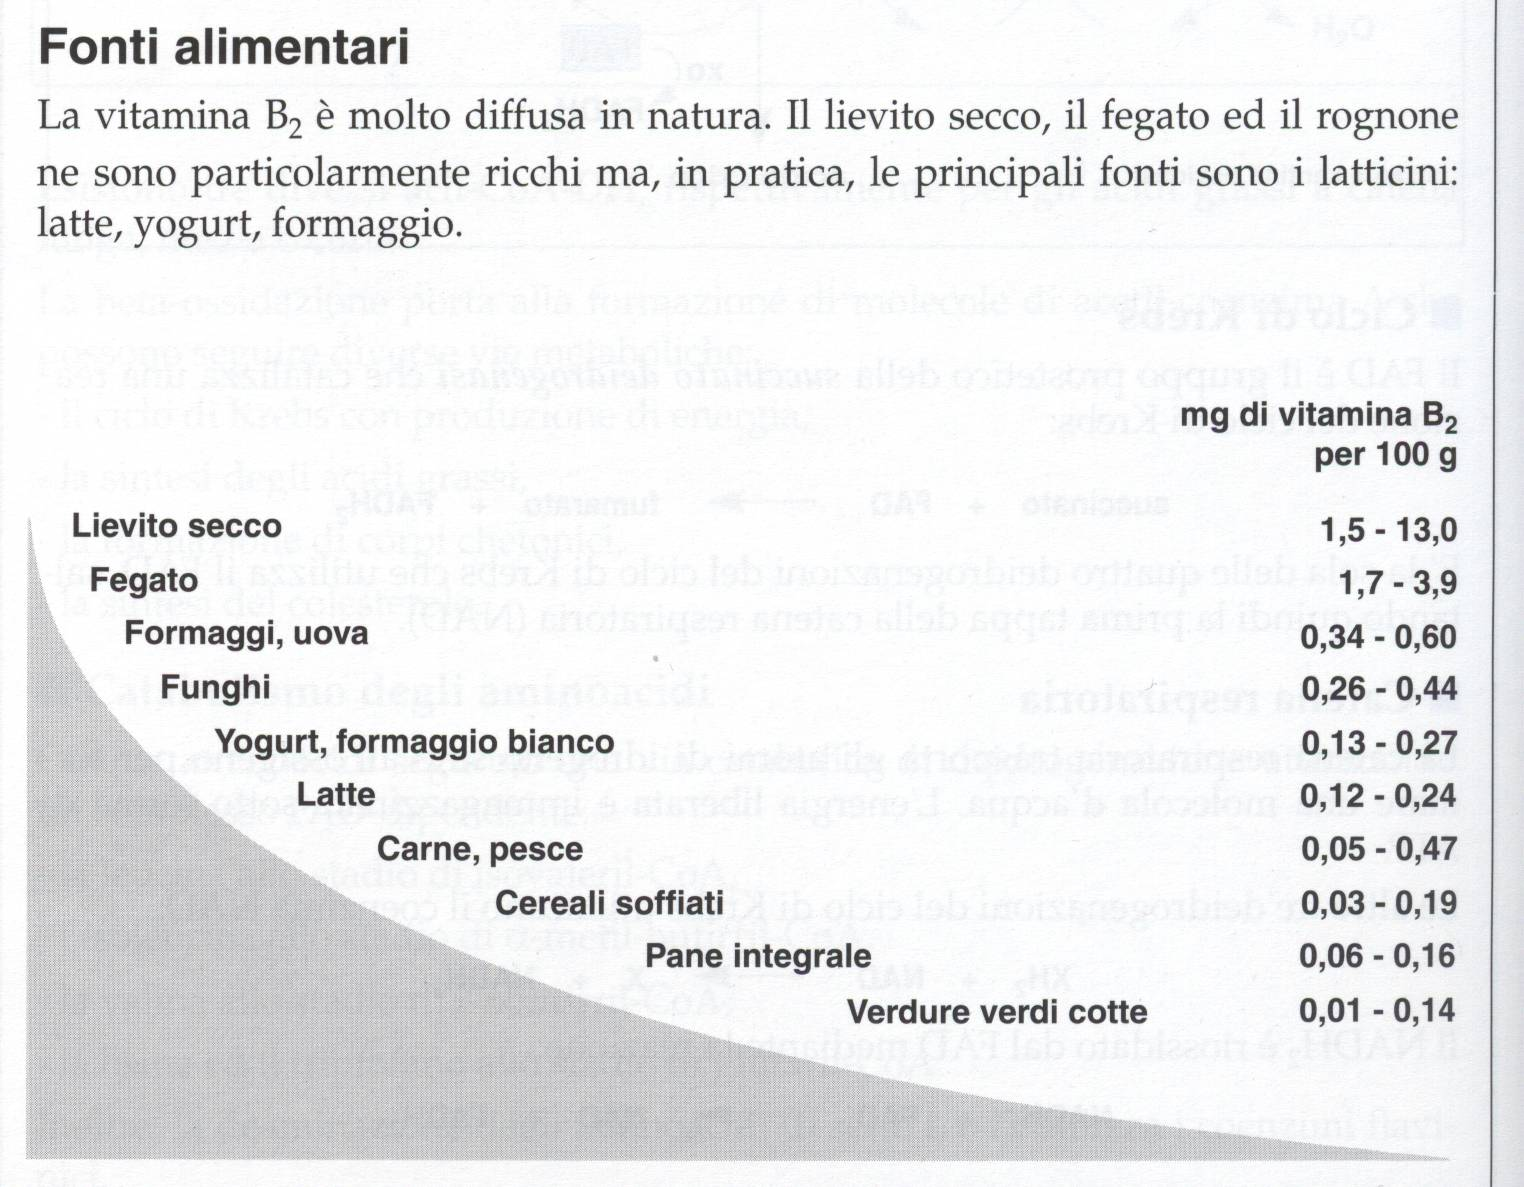 Fonti alimentari
La vitamina B₂ è molto diffusa in natura. Il lievito secco, il fegato ed il rognone
ne sono particolarmente ricchi ma, in pratica, le principali fonti sono i latticini:
latte, yogurt, formaggio.
mg di vitamina B₂
per 100 g
Lievito secco 1,5 - 13,0
Fegato 1,7 - 3,9
Formaggi, uova 0,34 - 0,60
Funghi 0,26 - 0,44
Yogurt, formaggio bianco 0,13 - 0,27
Latte 0,12 - 0,24
Carne, pesce 0,05 - 0,47
Cereali soffiati 0,03 - 0,19
Pane integrale 0,06 - 0,16
Verdure verdi cotte 0,01 - 0,14